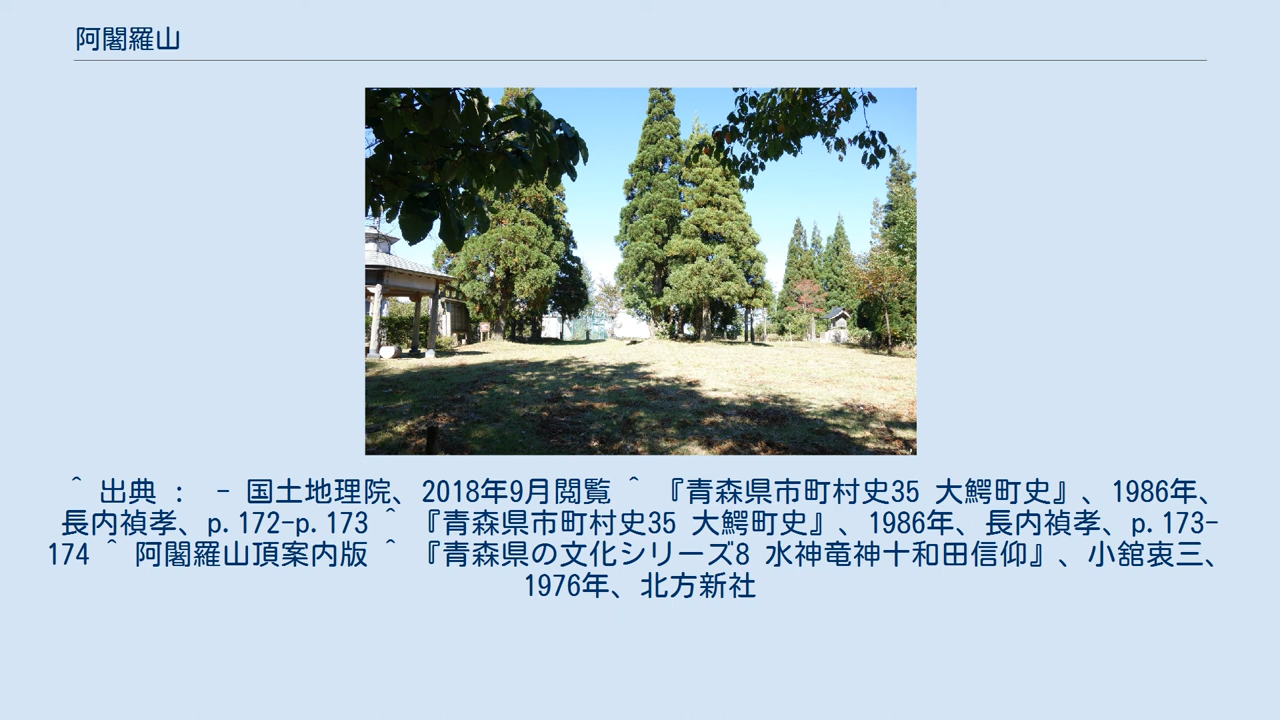 阿闍羅山
^ 出典 : - 国土地理院、2018年9月閲覧 ^ 『青森県市町村史35 大鰐町史』、1986年、
長内禎孝、p.172-p.173 ^ 『青森県市町村史35 大鰐町史』、1986年、長内禎孝、p.173-
174 ^ 阿闍羅山頂案内版 ^ 『青森県の文化シリーズ8 水神竜神十和田信仰』、小舘衷三、
1976年、北方新社